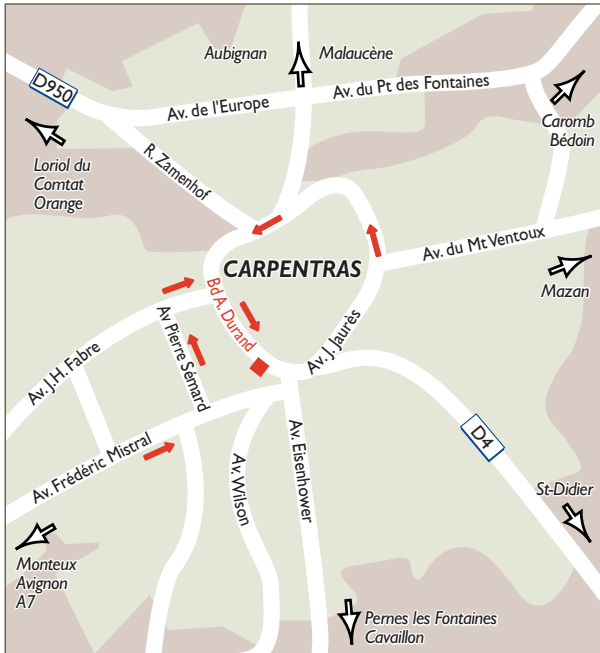 Aubignan
Malaucène
D950
Av. de l'Europe
Av. du Pt des Fontaines
Caromb
Bédoin
Loriol du
Comtat
Orange
R. Zamenhof
Av. du Mt Ventoux
CARPENTRAS
Mazan
Bd A. Durand
Av. J. Jaurès
Av Pierre Sémard
Av. J.H. Fabre
Av. Frédéric Mistral
Av. Wilson
Av. Eisenhower
D4
St-Didier
Monteux
Avignon
A7
Pernes les Fontaines
Cavaillon